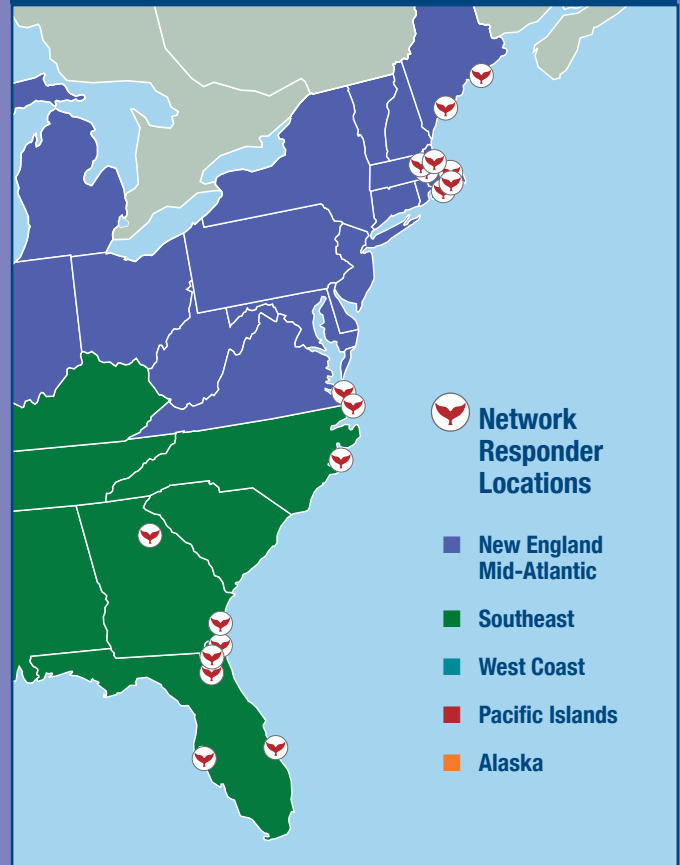 Network
Responder
Locations
New England
Mid-Atlantic
Southeast
West Coast
Pacific Islands
Alaska